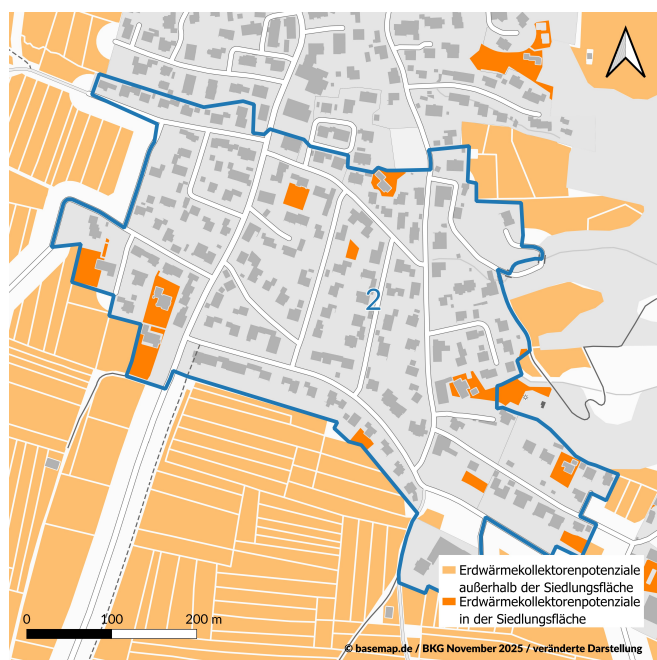 2
Erdwärmekollektorenpotenziale
außerhalb der Siedlungsfläche
Erdwärmekollektorenpotenziale
in der Siedlungsfläche
0 100 200 m
© basemap.de / BKG November 2025 / veränderte Darstellung